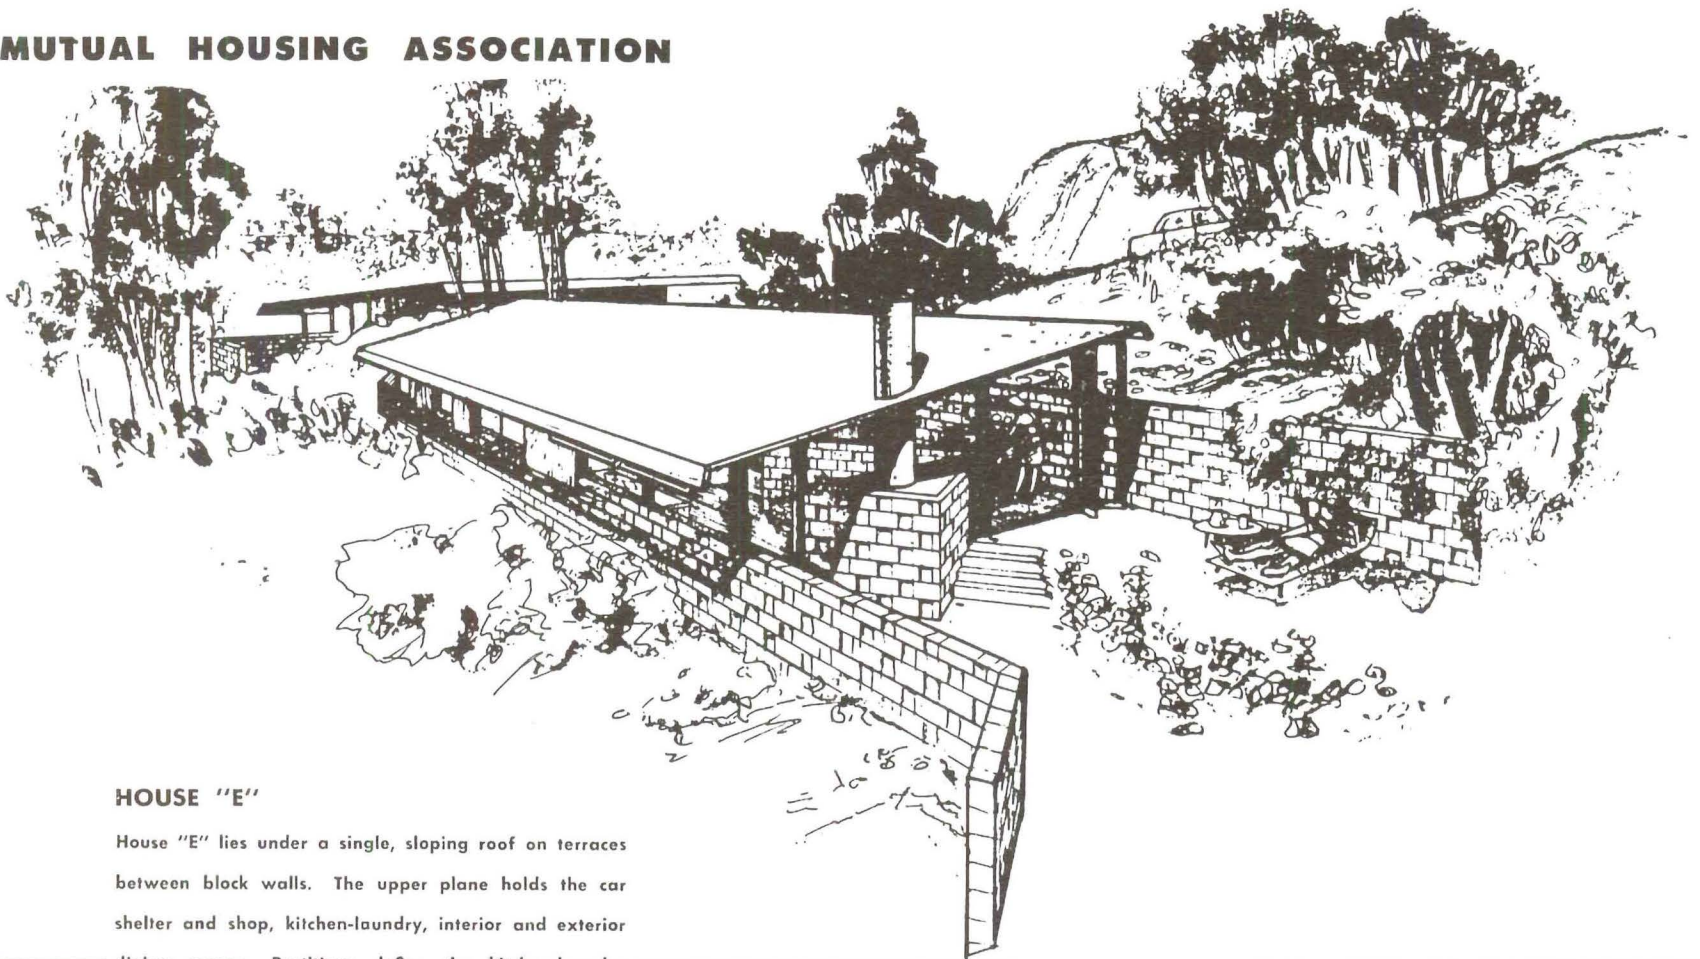 MUTUAL HOUSING ASSOCIATION
HOUSE "E"
House "E" lies under a single, sloping roof on terraces
between block walls. The upper plane holds the car
shelter and shop, kitchen-laundry, interior and exterior